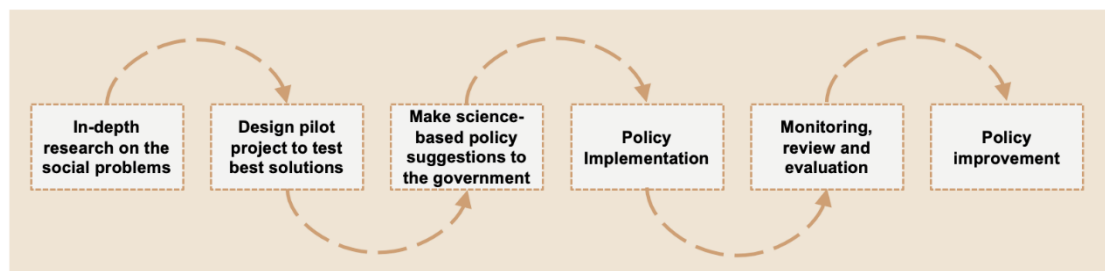 In-depth
research on the
social problems
Design pilot
project to test
best solutions
Make science-
based policy
suggestions to
the government
Policy
Implementation
Monitoring,
review and
evaluation
Policy
improvement